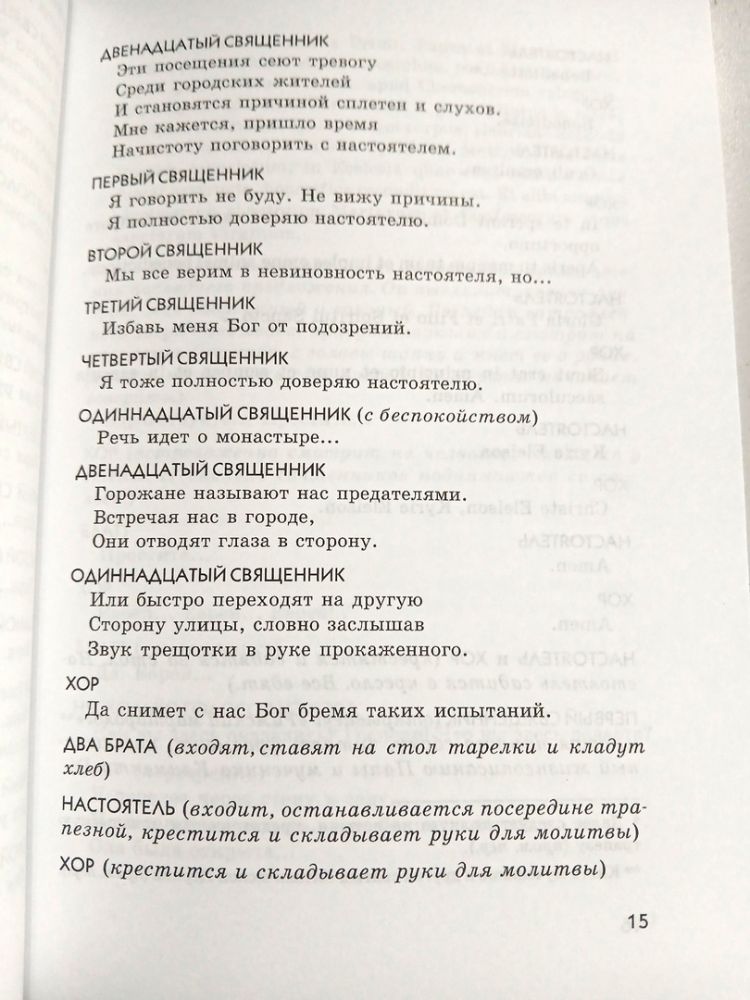 ДВЕНАДЦАТЫЙ СВЯЩЕННИК
Эти посещения сеют тревогу
Среди городских жителей
И становятся причиной сплетен и слухов.
Мне кажется, пришло время
Начистоту поговорить с настоятелем.
ПЕРВЫЙ СВЯЩЕННИК
Я говорить не буду. Не вижу причины.
Я полностью доверяю настоятелю.
ВТОРОЙ СВЯЩЕННИК
Мы все верим в невиновность настоятеля, но...
ТРЕТИЙ СВЯЩЕННИК
Избавь меня Бог от подозрений.
ЧЕТВЕРТЫЙ СВЯЩЕННИК
Я тоже полностью доверяю настоятелю.
ОДИННАДЦАТЫЙ СВЯЩЕННИК (с беспокойством)
Речь идет о монастыре...
ДВЕНАДЦАТЫЙ СВЯЩЕННИК
Горожане называют нас предателями.
Встречая нас в городе,
Они отводят глаза в сторону.
ОДИННАДЦАТЫЙ СВЯЩЕННИК
Или быстро переходят на другую
Сторону улицы, словно заслышав
Звук трещотки в руке прокаженного.
ХОР
Да снимет с нас Бог бремя таких испытаний.
ДВА БРАТА (входят, ставят на стол тарелки и кладут
хлеб)
НАСТОЯТЕЛЬ (входит, останавливается посередине тра-
пезной, крестится и складывает руки для молитвы)
ХОР (крестится и складывает руки для молитвы)
15